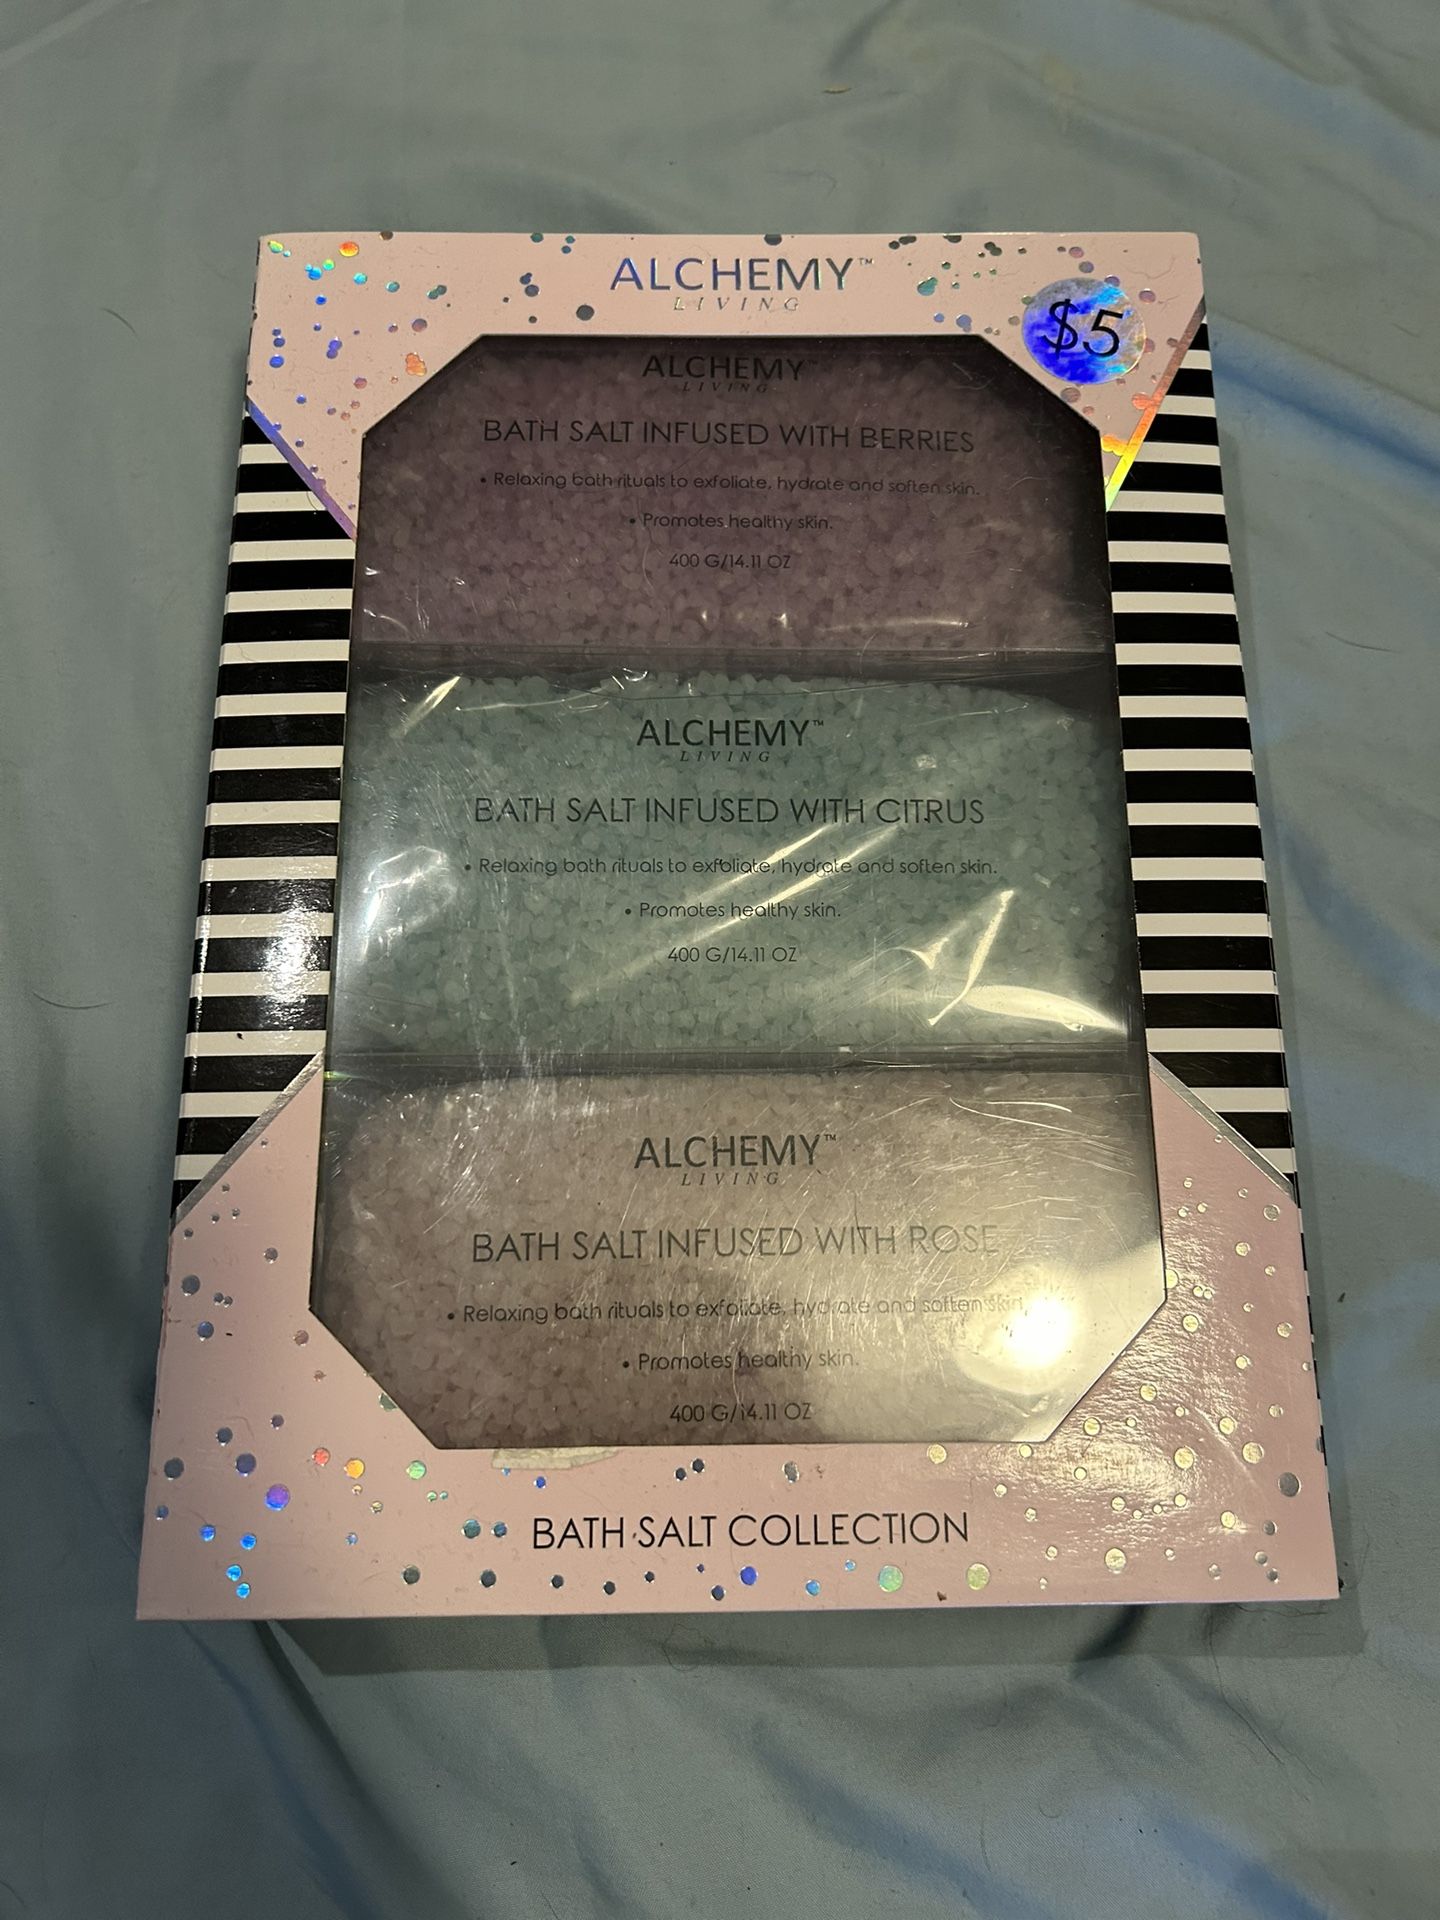 ALCHEMY™
LIVING
$5
ALCHEMY™
LIVING
BATH SALT INFUSED WITH BERRIES
• Relaxing bath rituals to exfoliate, hydrate and soften skin.
• Promotes healthy skin.
400 G/14.11 OZ
ALCHEMY™
LIVING
BATH SALT INFUSED WITH CITRUS
• Relaxing bath rituals to exfoliate, hydrate and soften skin.
• Promotes healthy skin.
400 G/14.11 OZ
ALCHEMY™
LIVING
BATH SALT INFUSED WITH ROSE
• Relaxing bath rituals to exfoliate, hydrate and soften skin.
• Promotes healthy skin.
400 G/14.11 OZ
BATH SALT COLLECTION